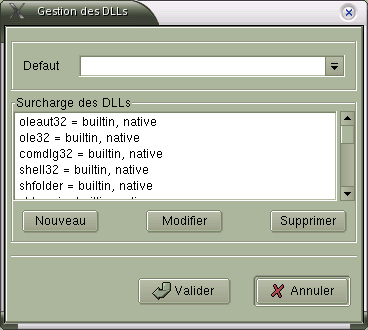 Gestion des DLLs
Defaut
Surcharge des DLLs
oleaut32 = builtin, native
ole32 = builtin, native
comdlg32 = builtin, native
shell32 = builtin, native
shfolder = builtin, native
Nouveau
Modifier
Supprimer
Valider
Annuler